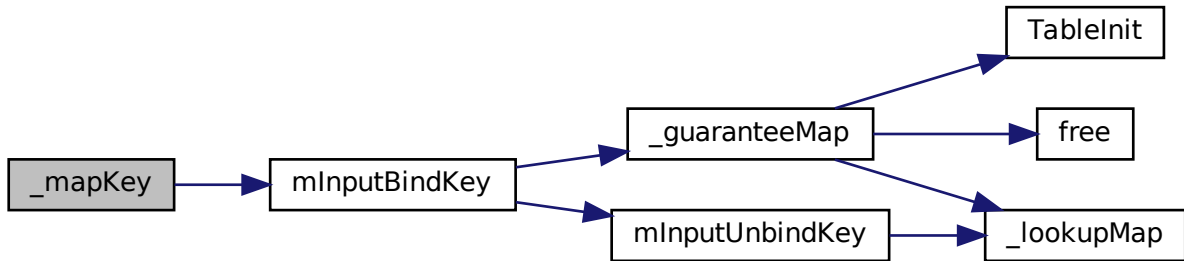 _mapKey
mInputBindKey
_guaranteeMap
mInputUnbindKey
TableInit
free
_lookupMap